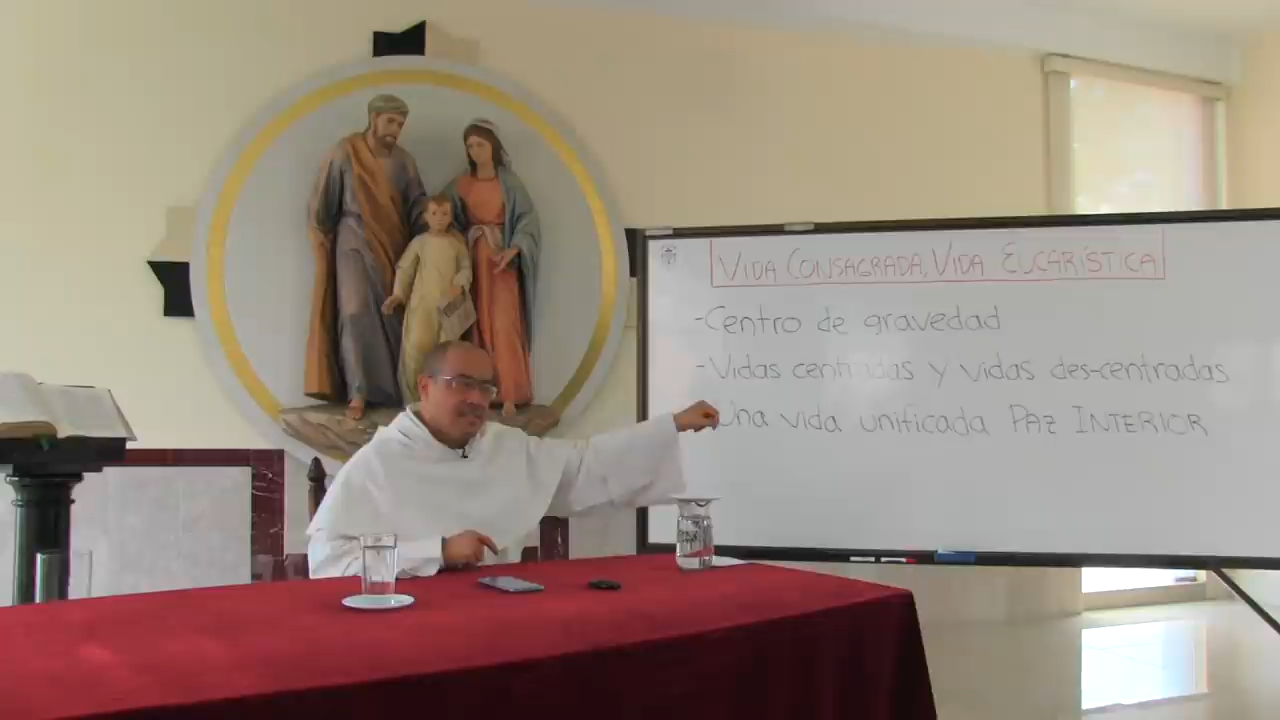 VIDA CONSAGRADA, VIDA EUCARÍSTICA
-Centro de gravedad
-Vidas centradas y vidas des-centradas
Una vida unificada PAZ INTERIOR